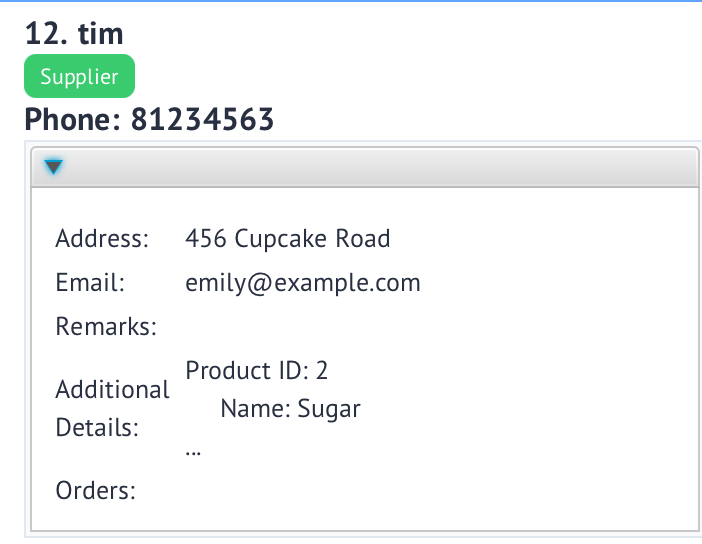 12. tim
Supplier
Phone: 81234563
Address: 456 Cupcake Road
Email: emily@example.com
Remarks:
Additional Details:
Product ID: 2
Name: Sugar
...
Orders: